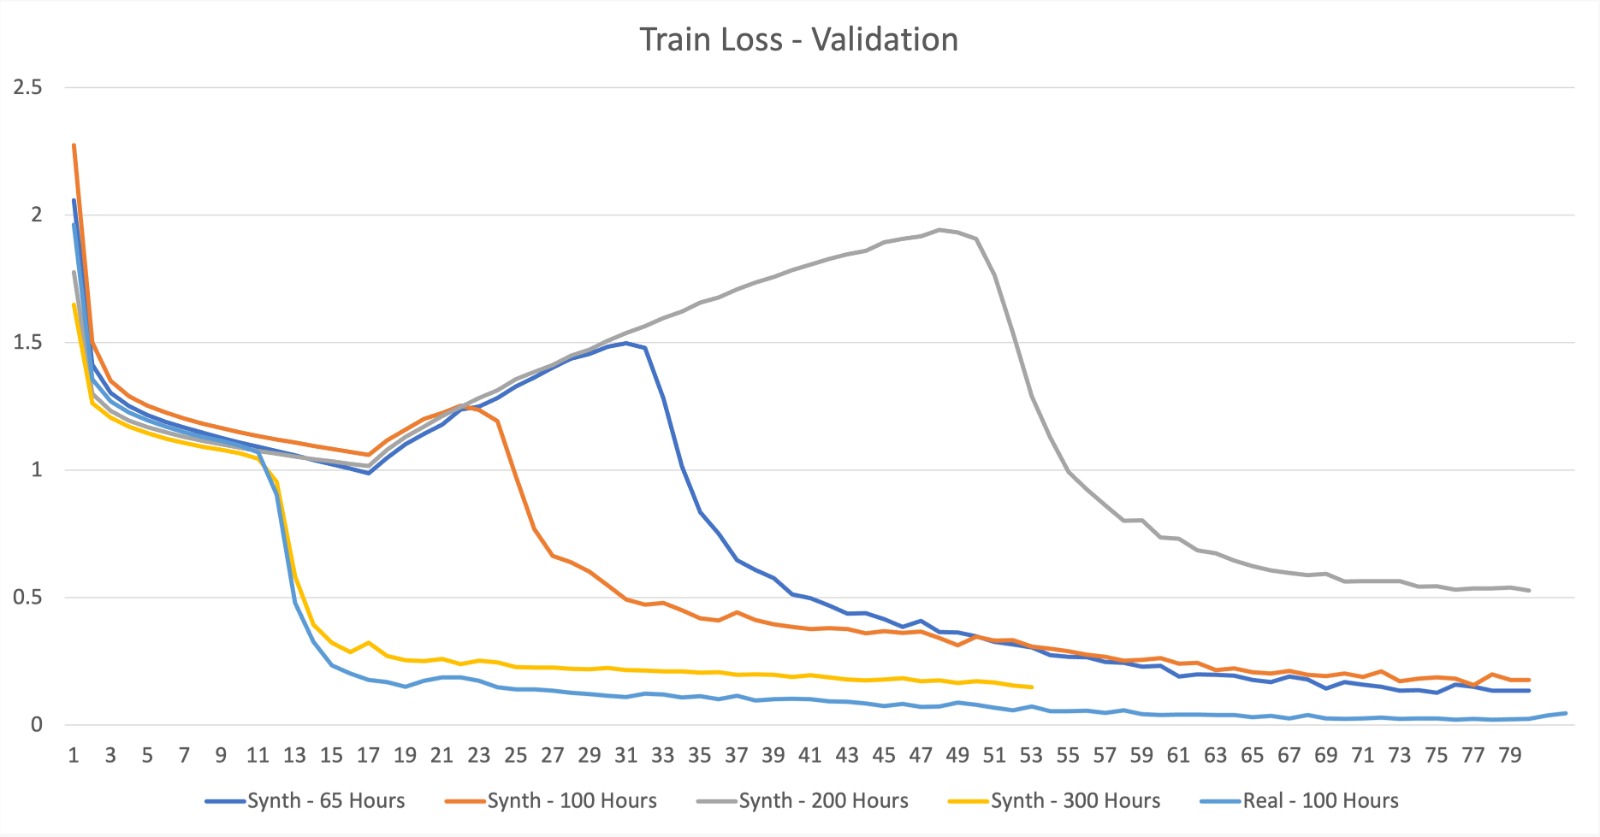 Train Loss - Validation
2.5
2
1.5
1
0.5
0
1 3 5 7 9 11 13 15 17 19 21 23 25 27 29 31 33 35 37 39 41 43 45 47 49 51 53 55 57 59 61 63 65 67 69 71 73 75 77 79
Synth - 65 Hours Synth - 100 Hours Synth - 200 Hours Synth - 300 Hours Real - 100 Hours